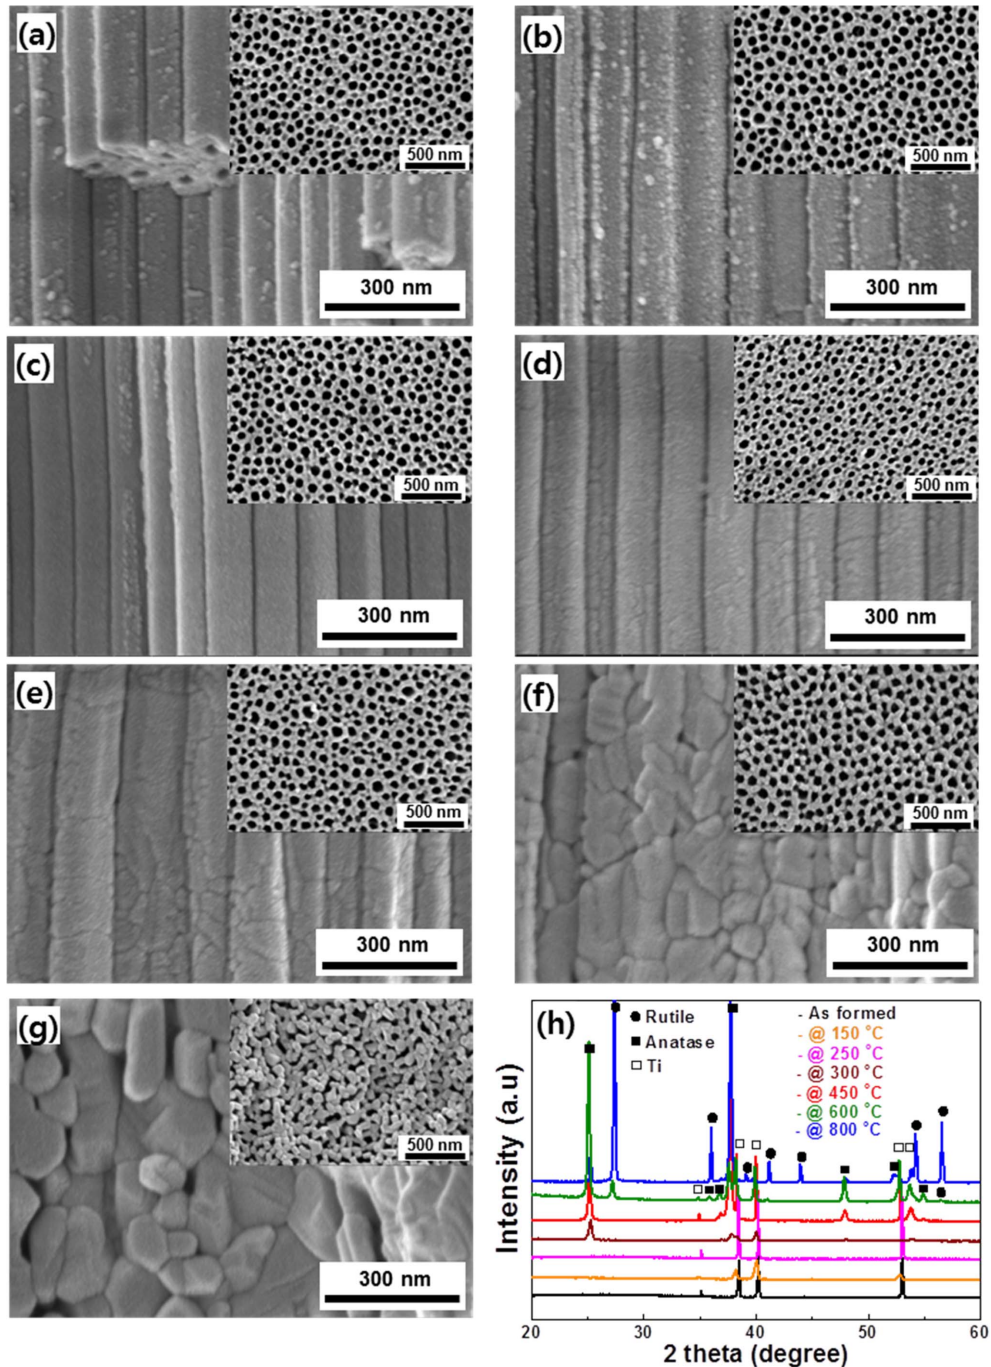 (a)
500 nm
300 nm
(b)
500 nm
300 nm
(c)
500 nm
300 nm
(d)
500 nm
300 nm
(e)
500 nm
300 nm
(f)
500 nm
300 nm
(g)
500 nm
300 nm
(h)
Rutile
Anatase
Ti
- As formed
- @ 150 °C
- @ 250 °C
- @ 300 °C
- @ 450 °C
- @ 600 °C
- @ 800 °C
Intensity (a.u)
20 30 40 50 60
2 theta (degree)